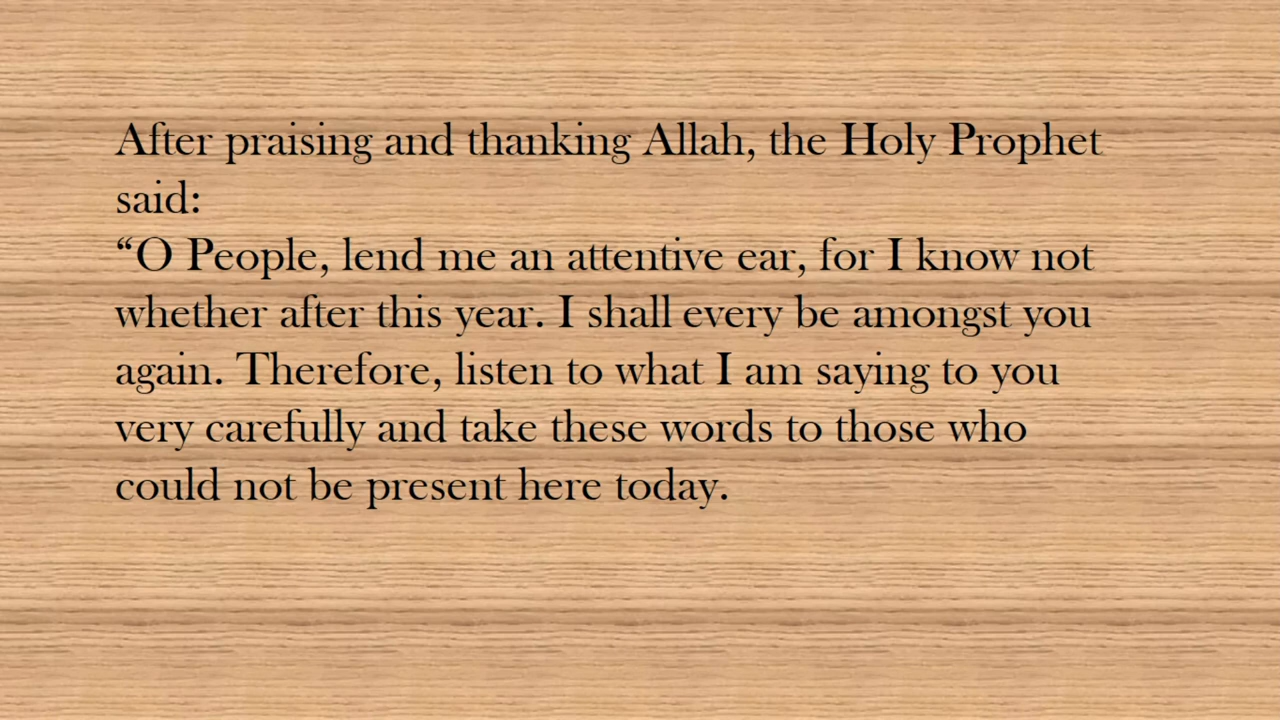 After praising and thanking Allah, the Holy Prophet
said:
“O People, lend me an attentive ear, for I know not
whether after this year. I shall every be amongst you
again. Therefore, listen to what I am saying to you
very carefully and take these words to those who
could not be present here today.